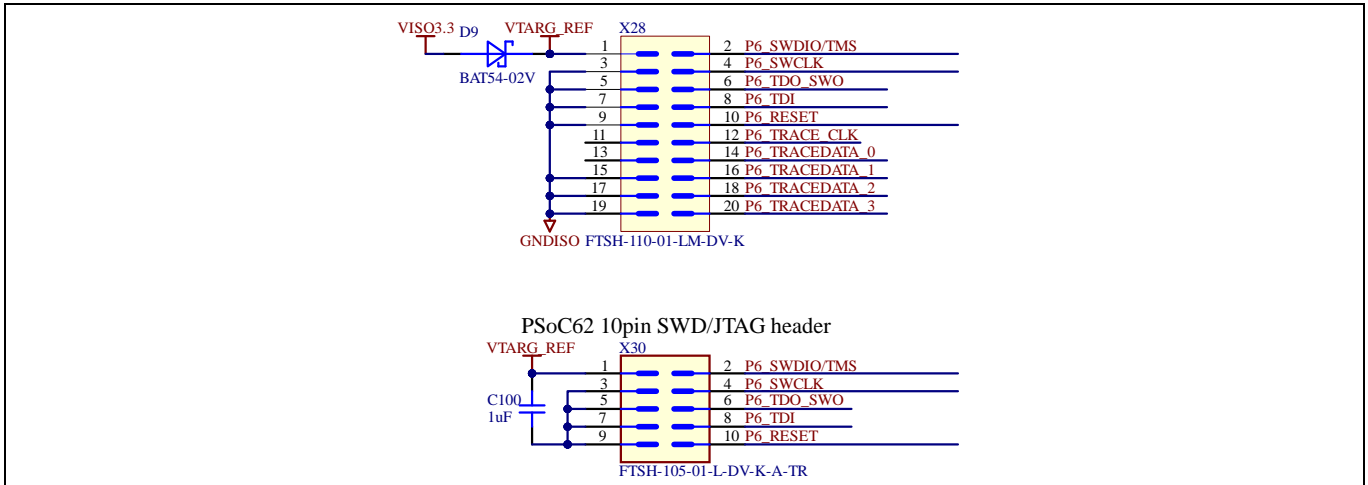 VISO3.3 D9 VTARG_REF X28
1 2 P6_SWDIO/TMS
3 4 P6_SWCLK
BAT54-02V
5 6 P6_TDO_SWO
7 8 P6_TDI
9 10 P6_RESET
11 12 P6_TRACE_CLK
13 14 P6_TRACEDATA_0
15 16 P6_TRACEDATA_1
17 18 P6_TRACEDATA_2
19 20 P6_TRACEDATA_3
GNDISO FTSH-110-01-LM-DV-K
PSoC62 10pin SWD/JTAG header
VTARG_REF X30
1 2 P6_SWDIO/TMS
3 4 P6_SWCLK
C100 5 6 P6_TDO_SWO
1uF 7 8 P6_TDI
9 10 P6_RESET
FTSH-105-01-L-DV-K-A-TR